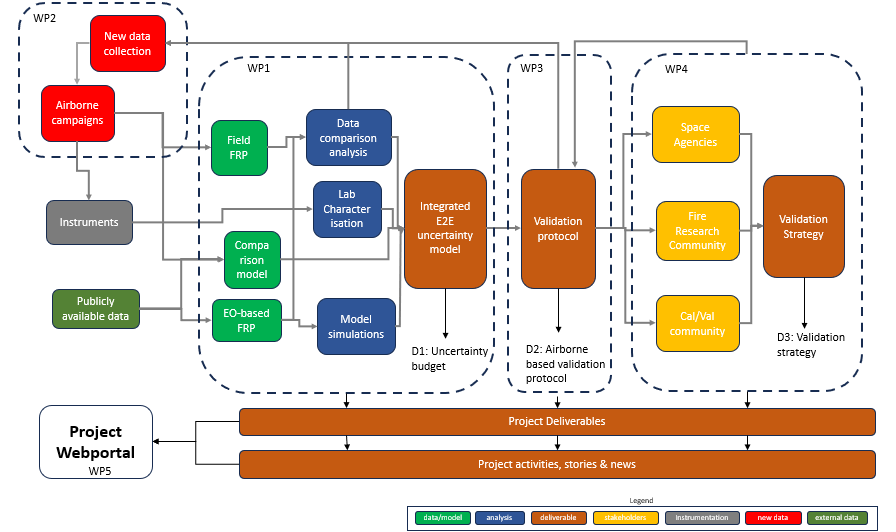 WP2
New data
collection
Airborne
campaigns
Instruments
Publicly
available data
WP1
Field
FRP
Data
comparison
analysis
Lab
Character
isation
Compa
rison
model
EO-based
FRP
Model
simulations
Integrated
E2E
uncertainty
model
D1: Uncertainty
budget
WP3
Validation
protocol
D2: Airborne
based validation
protocol
WP4
Space
Agencies
Fire
Research
Community
Cal/Val
community
Validation
Strategy
D3: Validation
strategy
Project
Webportal
WP5
Project Deliverables
Project activities, stories & news
Legend
data/model
analysis
deliverable
stakeholders
instrumentation
new data
external data